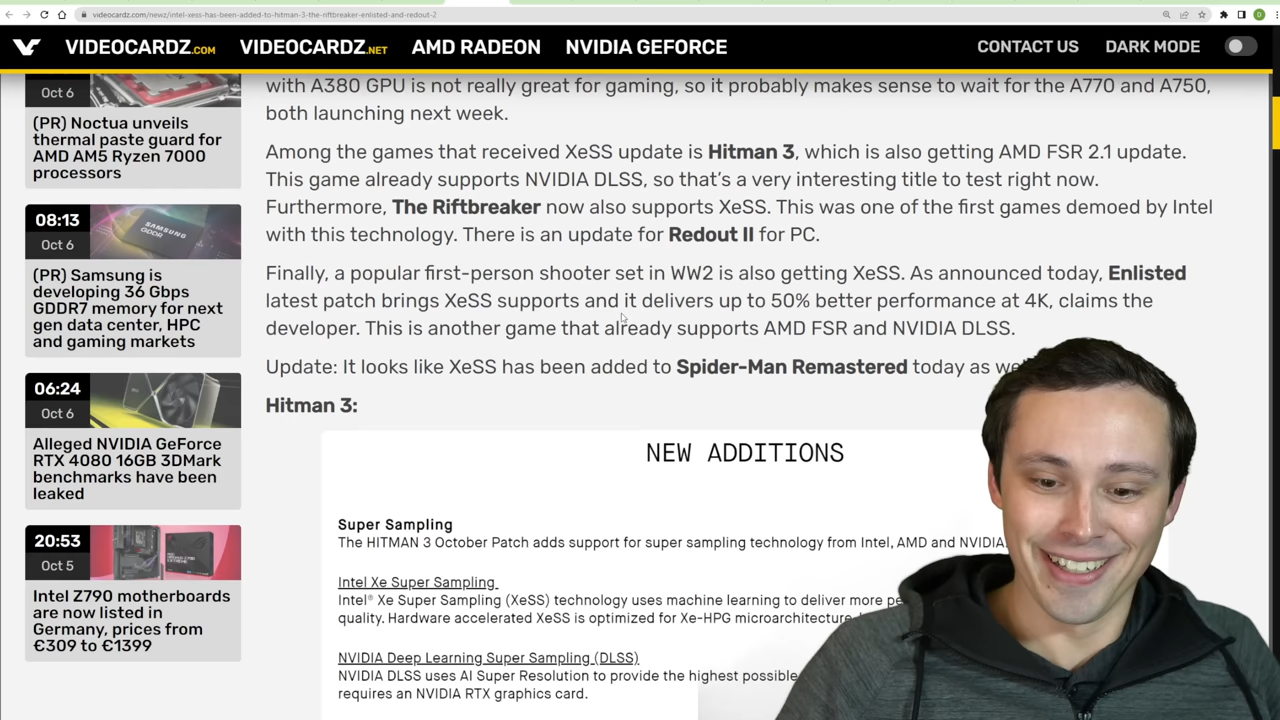 videocardz.com/newz/intel-xess-has-been-added-to-hitman-3-the-riftbreaker-enlisted-and-redout-2
VIDEOCARDZ.COM VIDEOCARDZ.NET AMD RADEON NVIDIA GEFORCE CONTACT US DARK MODE
Oct 6
(PR) Noctua unveils
thermal paste guard for
AMD AM5 Ryzen 7000
processors
08:13
Oct 6
SAMSUNG
GDDR
(PR) Samsung is
developing 36 Gbps
GDDR7 memory for next
gen data center, HPC
and gaming markets
06:24
Oct 6
Alleged NVIDIA GeForce
RTX 4080 16GB 3DMark
benchmarks have been
leaked
20:53
Oct 5
Intel Z790 motherboards
are now listed in
Germany, prices from
€309 to €1399
with A380 GPU is not really great for gaming, so it probably makes sense to wait for the A770 and A750,
both launching next week.
Among the games that received XeSS update is Hitman 3, which is also getting AMD FSR 2.1 update.
This game already supports NVIDIA DLSS, so that's a very interesting title to test right now.
Furthermore, The Riftbreaker now also supports XeSS. This was one of the first games demoed by Intel
with this technology. There is an update for Redout II for PC.
Finally, a popular first-person shooter set in WW2 is also getting XeSS. As announced today, Enlisted
latest patch brings XeSS supports and it delivers up to 50% better performance at 4K, claims the
developer. This is another game that already supports AMD FSR and NVIDIA DLSS.
Update: It looks like XeSS has been added to Spider-Man Remastered today as
Hitman 3:
NEW ADDITIONS
Super Sampling
The HITMAN 3 October Patch adds support for super sampling technology from Intel, AMD and NVIDIA.
Intel Xe Super Sampling
Intel® Xe Super Sampling (XeSS) technology uses machine learning to deliver more
quality. Hardware accelerated XeSS is optimized for Xe-HPG microarchitecture
NVIDIA Deep Learning Super Sampling (DLSS)
NVIDIA DLSS uses AI Super Resolution to provide the highest possible
requires an NVIDIA RTX graphics card.